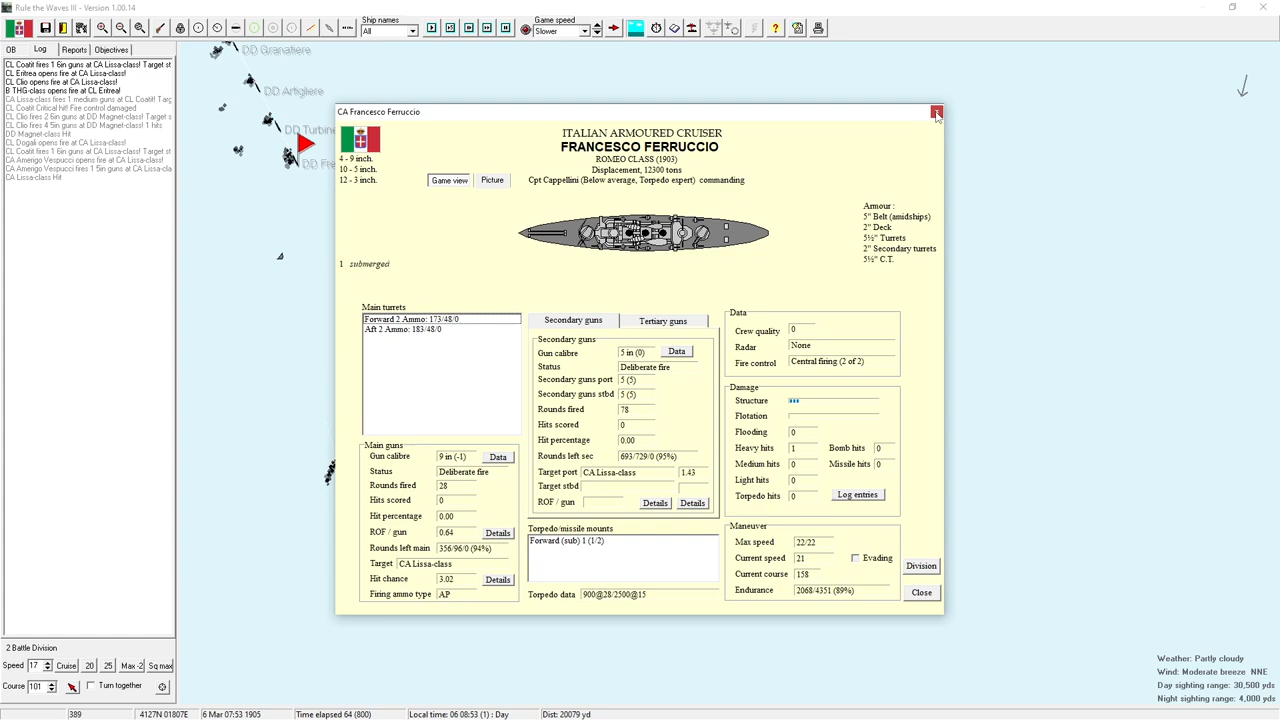 Rule the Waves III - Version 1.00.14
Ship names
All
Game speed
Slower
OB Log Reports Objectives
CL Coatit fires 1 6in guns at CA Lissa-class! Target st
CL Eritrea opens fire at CA Lissa-class!
CL Clio opens fire at CA Lissa-class!
B THG-class opens fire at CL Eritrea!
CA Lissa-class fires 1 medium guns at CL Coatit! Targ
CL Coatit Critical hit! Fire control damaged
CL Clio fires 2 6in guns at DD Magnet-class! Target s
CL Clio fires 4 5in guns at DD Magnet-class! 1 hits
DD Magnet-class Hit
CL Dogali opens fire at CA Lissa-class!
CL Coatit fires 1 6in guns at CA Lissa-class! Target st
CA Amerigo Vespucci opens fire at CA Lissa-class!
CA Amerigo Vespucci fires 1 5in guns at CA Lissa-cla
CA Lissa-class Hit
DD Granatiere
DD Artigliere
DD Turbine
DD Fre
CA Francesco Ferruccio
ITALIAN ARMOURED CRUISER
FRANCESCO FERRUCCIO
ROMEO CLASS (1903)
Displacement, 12300 tons
Cpt Cappellini (Below average, Torpedo expert) commanding
4 - 9 inch.
10 - 5 inch.
12 - 3 inch.
Game view Picture
Armour :
5" Belt (amidships)
2" Deck
5½" Turrets
2" Secondary turrets
5½" C.T.
1 submerged
Main turrets
Forward 2 Ammo: 173/48/0
Aft 2 Ammo: 183/48/0
Main guns
Gun calibre 9 in (-1) Data
Status Deliberate fire
Rounds fired 28
Hits scored 0
Hit percentage 0.00
ROF / gun 0.64 Details
Rounds left main 356/96/0 (94%)
Target CA Lissa-class
Hit chance 3.02 Details
Firing ammo type AP
Secondary guns Tertiary guns
Secondary guns
Gun calibre 5 in (0) Data
Status Deliberate fire
Secondary guns port 5 (5)
Secondary guns stbd 5 (5)
Rounds fired 78
Hits scored 0
Hit percentage 0.00
Rounds left sec 693/729/0 (95%)
Target port CA Lissa-class 1.43
Target stbd
ROF / gun Details Details
Torpedo/missile mounts
Forward (sub) 1 (1/2)
Torpedo data 900@28/2500@15
Data
Crew quality 0
Radar None
Fire control Central firing (2 of 2)
Damage
Structure
Flotation
Flooding 0
Heavy hits 1 Bomb hits 0
Medium hits 0 Missile hits 0
Light hits 0
Torpedo hits 0 Log entries
Maneuver
Max speed 22/22
Current speed 21 Evading
Current course 158
Endurance 2068/4351 (89%)
Division
Close
2 Battle Division
Speed 17 Cruise 20 25 Max -2 Sq max
Course 101 Turn together
Weather: Partly cloudy
Wind: Moderate breeze NNE
Day sighting range: 30,500 yds
Night sighting range: 4,000 yds
389 4127N 01807E 6 Mar 07:53 1905 Time elapsed 64 (800) Local time: 06 08:53 (1) : Day Dist: 20079 yd